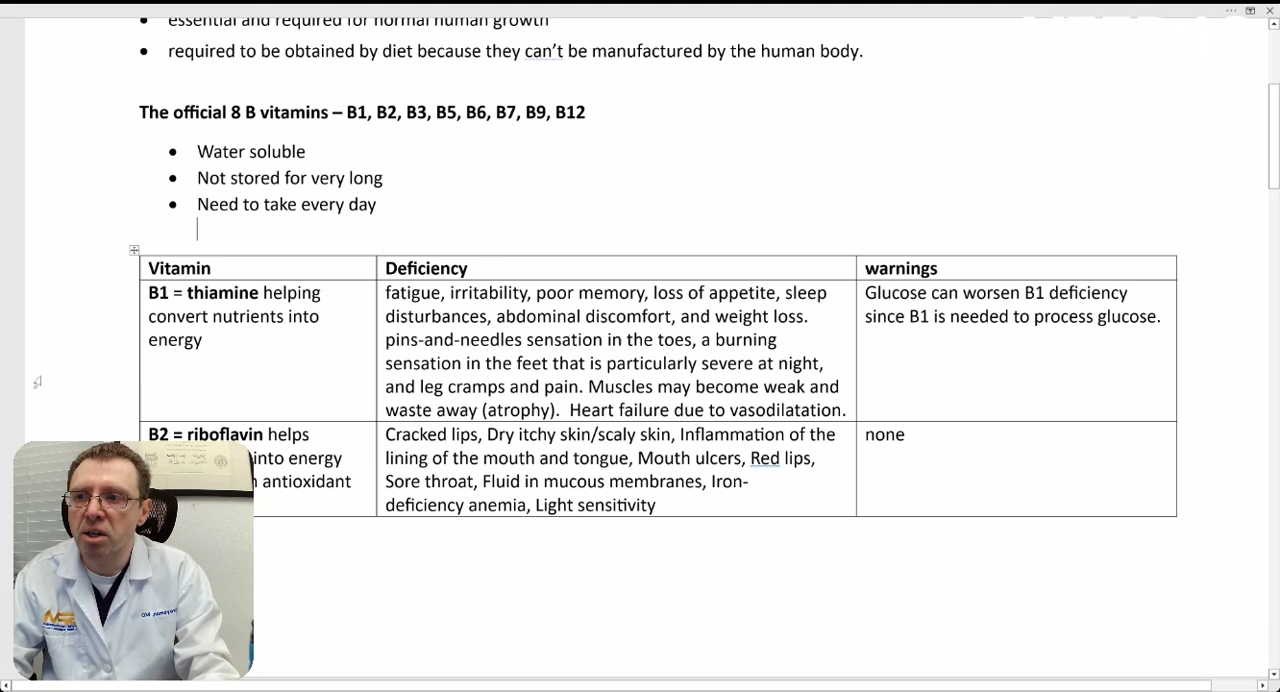 essential and required for normal human growth
required to be obtained by diet because they can't be manufactured by the human body.
The official 8 B vitamins – B1, B2, B3, B5, B6, B7, B9, B12
Water soluble
Not stored for very long
Need to take every day
Vitamin
Deficiency
warnings
B1 = thiamine helping
convert nutrients into
energy
fatigue, irritability, poor memory, loss of appetite, sleep
disturbances, abdominal discomfort, and weight loss.
pins-and-needles sensation in the toes, a burning
sensation in the feet that is particularly severe at night,
and leg cramps and pain. Muscles may become weak and
waste away (atrophy).  Heart failure due to vasodilatation.
Glucose can worsen B1 deficiency
since B1 is needed to process glucose.
B2 = riboflavin helps
into energy
antioxidant
Cracked lips, Dry itchy skin/scaly skin, Inflammation of the
lining of the mouth and tongue, Mouth ulcers, Red lips,
Sore throat, Fluid in mucous membranes, Iron-
deficiency anemia, Light sensitivity
none